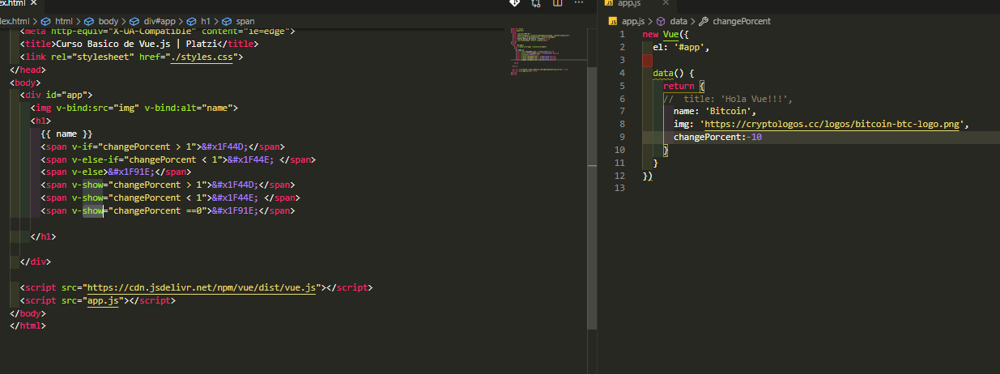 ex.html
lex.html > html > body > div#app > h1 > span
<meta http-equiv="X-UA-Compatible" content="ie=edge">
<title>Curso Basico de Vue.js | Platzi</title>
<link rel="stylesheet" href="./styles.css">
</head>
<body>
<div id="app">
<img v-bind:src="img" v-bind:alt="name">
<h1>
{{ name }}
<span v-if="changePorcent > 1">&#x1F44D;</span>
<span v-else-if="changePorcent < 1">&#x1F44E; </span>
<span v-else>&#x1F91E;</span>
<span v-show="changePorcent > 1">&#x1F44D;</span>
<span v-show="changePorcent < 1">&#x1F44E; </span>
<span v-show="changePorcent ==0">&#x1F91E;</span>
</h1>
</div>
<script src="https://cdn.jsdelivr.net/npm/vue/dist/vue.js"></script>
<script src="app.js"></script>
</body>
</html>
JS app.js
JS app.js > data > changePorcent
1 new Vue({
2 el: '#app',
3
4 data() {
5 return {
6 // title: 'Hola Vue!!!',
7 name: 'Bitcoin',
8 img: 'https://cryptologos.cc/logos/bitcoin-btc-logo.png',
9 changePorcent:-10
10 }
11 }
12 })
13